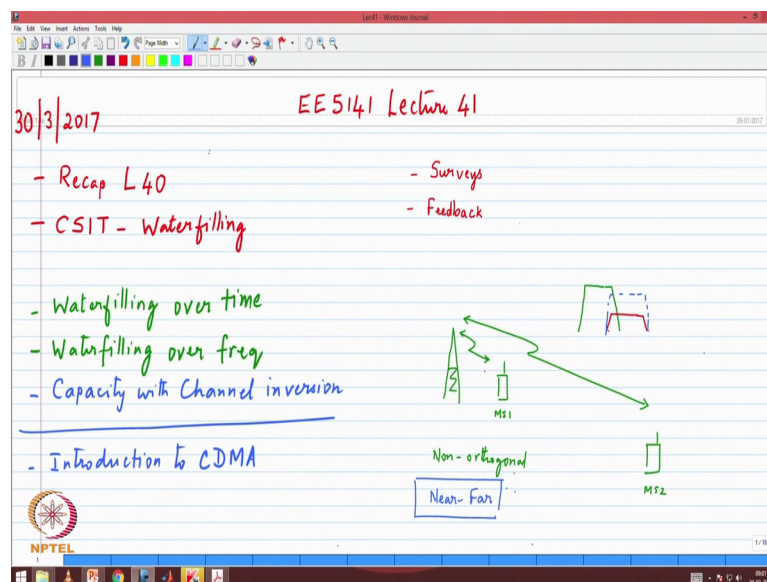 Lec41 - Windows Journal
File Edit View Insert Actions Tools Help
Page Width
B I
EE5141 Lecture 41
30/3/2017
- Recap L40
- CSIT - Waterfilling
- Surveys
- Feedback
- Waterfilling over time
- Waterfilling over freq
- Capacity with Channel inversion
- Introduction to CDMA
MS1
Non-orthogonal
Near-Far
MS2
NPTEL